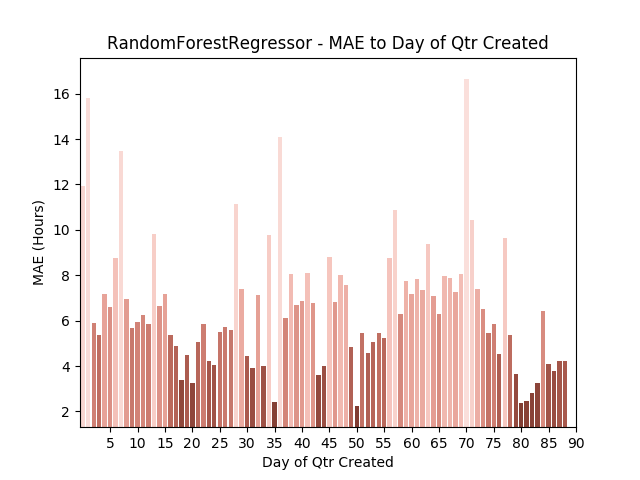 RandomForestRegressor - MAE to Day of Qtr Created
16
14
12
10
8
6
4
2
MAE (Hours)
5 10 15 20 25 30 35 40 45 50 55 60 65 70 75 80 85 90
Day of Qtr Created